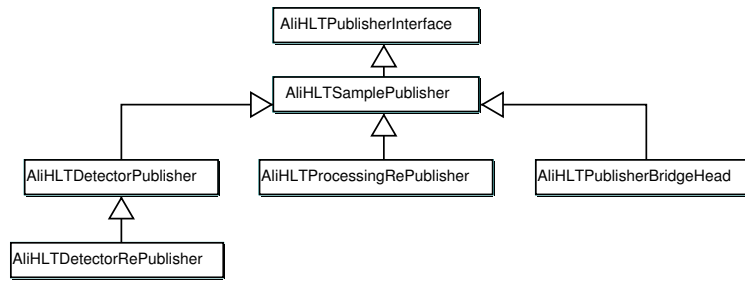 AliHLTPublisherInterface
AliHLTSamplePublisher
AliHLTDetectorPublisher
AliHLTProcessingRePublisher
AliHLTPublisherBridgeHead
AliHLTDetectorRePublisher